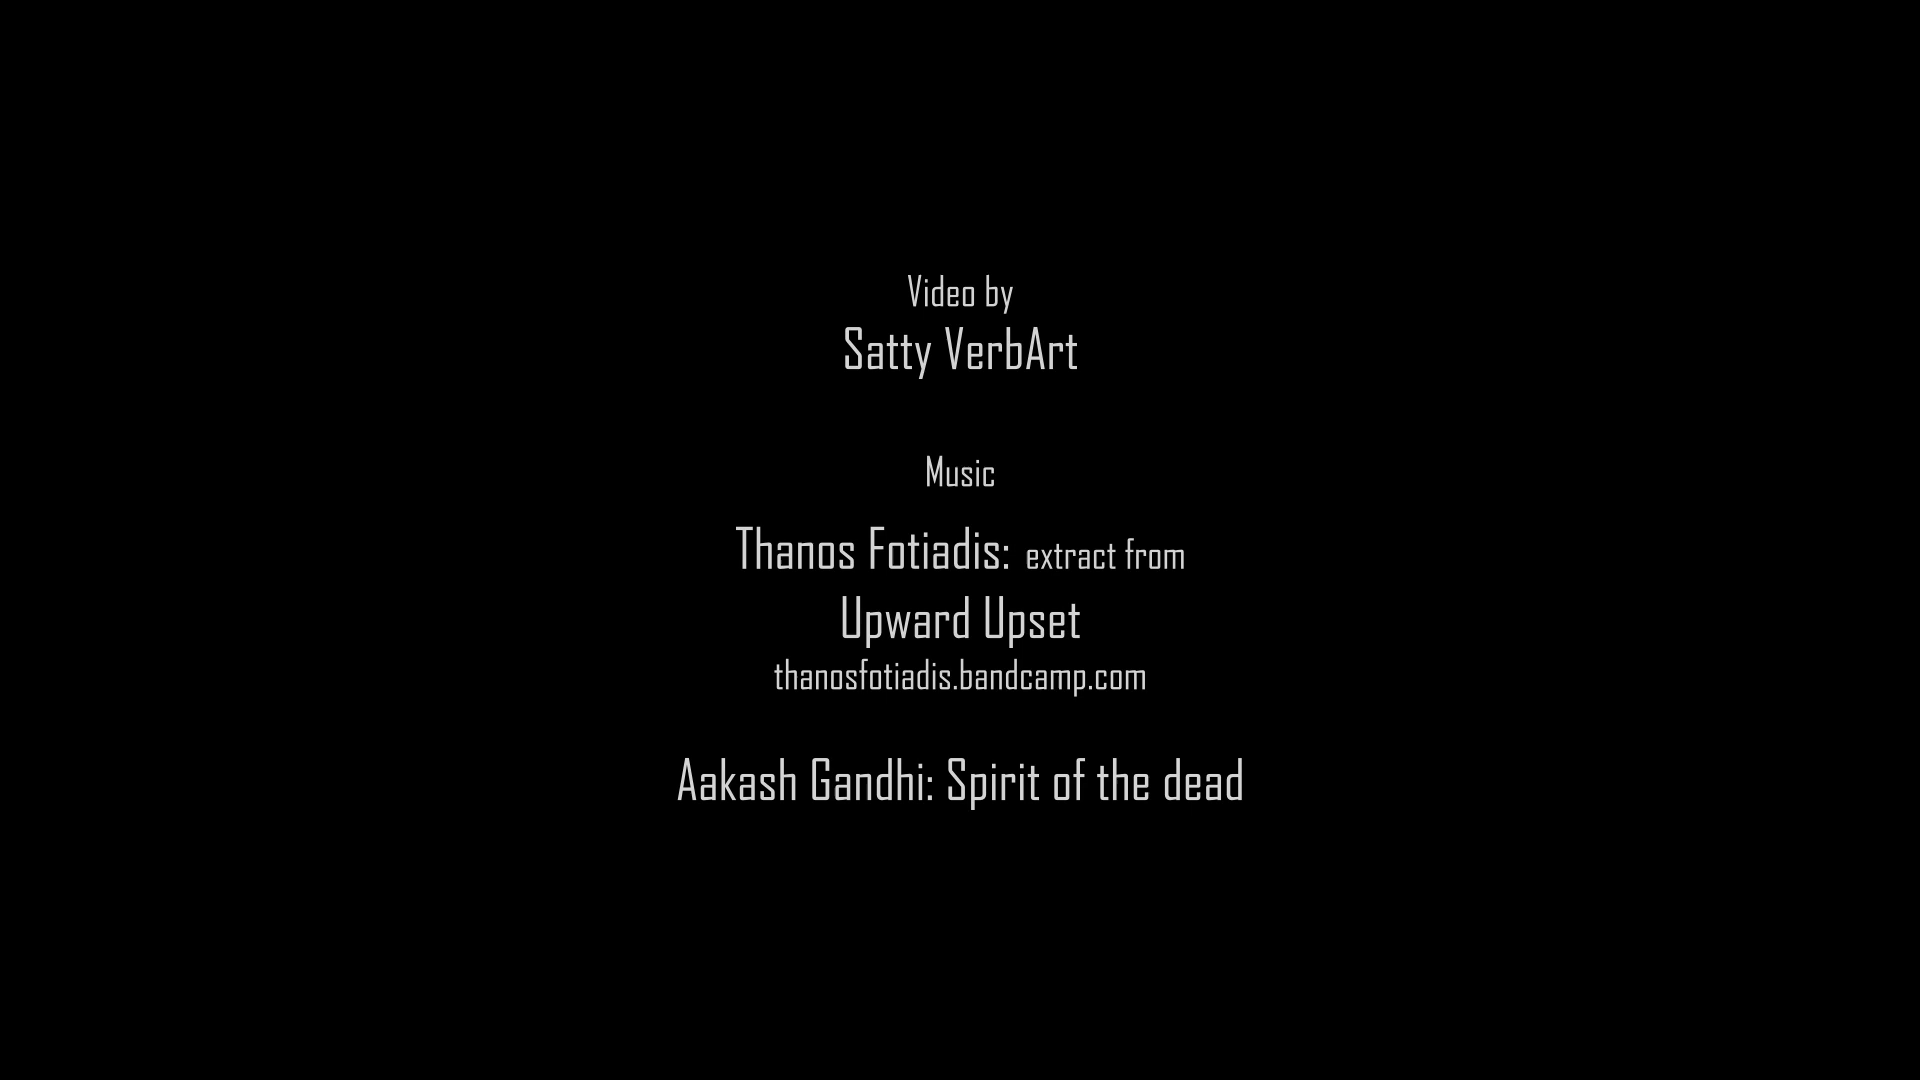 Video by
Satty VerbArt
Music
Thanos Fotiadis: extract from
Upward Upset
thanosfotiadis.bandcamp.com
Aakash Gandhi: Spirit of the dead